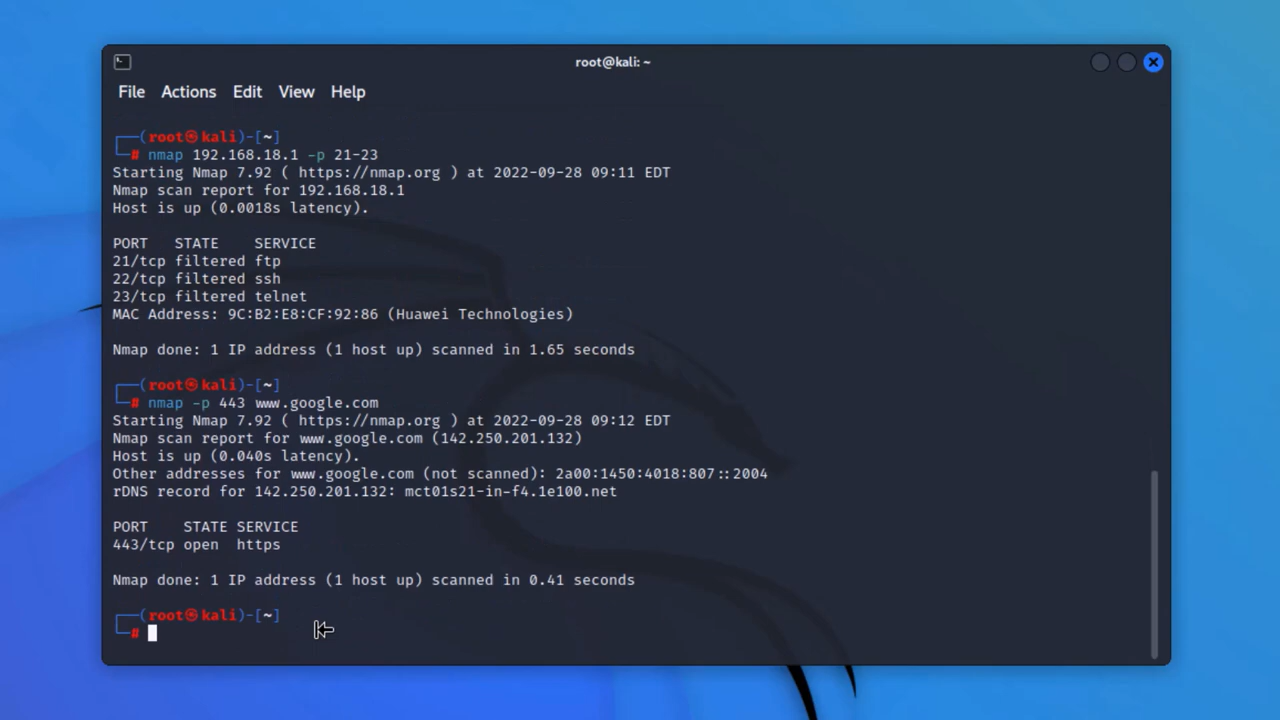 root@kali: ~
File Actions Edit View Help
┌──(root㉿kali)-[~]
└─# nmap 192.168.18.1 -p 21-23
Starting Nmap 7.92 ( https://nmap.org ) at 2022-09-28 09:11 EDT
Nmap scan report for 192.168.18.1
Host is up (0.0018s latency).
PORT   STATE    SERVICE
21/tcp filtered ftp
22/tcp filtered ssh
23/tcp filtered telnet
MAC Address: 9C:B2:E8:CF:92:86 (Huawei Technologies)
Nmap done: 1 IP address (1 host up) scanned in 1.65 seconds
┌──(root㉿kali)-[~]
└─# nmap -p 443 www.google.com
Starting Nmap 7.92 ( https://nmap.org ) at 2022-09-28 09:12 EDT
Nmap scan report for www.google.com (142.250.201.132)
Host is up (0.040s latency).
Other addresses for www.google.com (not scanned): 2a00:1450:4018:807::2004
rDNS record for 142.250.201.132: mct01s21-in-f4.1e100.net
PORT    STATE SERVICE
443/tcp open  https
Nmap done: 1 IP address (1 host up) scanned in 0.41 seconds
┌──(root㉿kali)-[~]
└─#